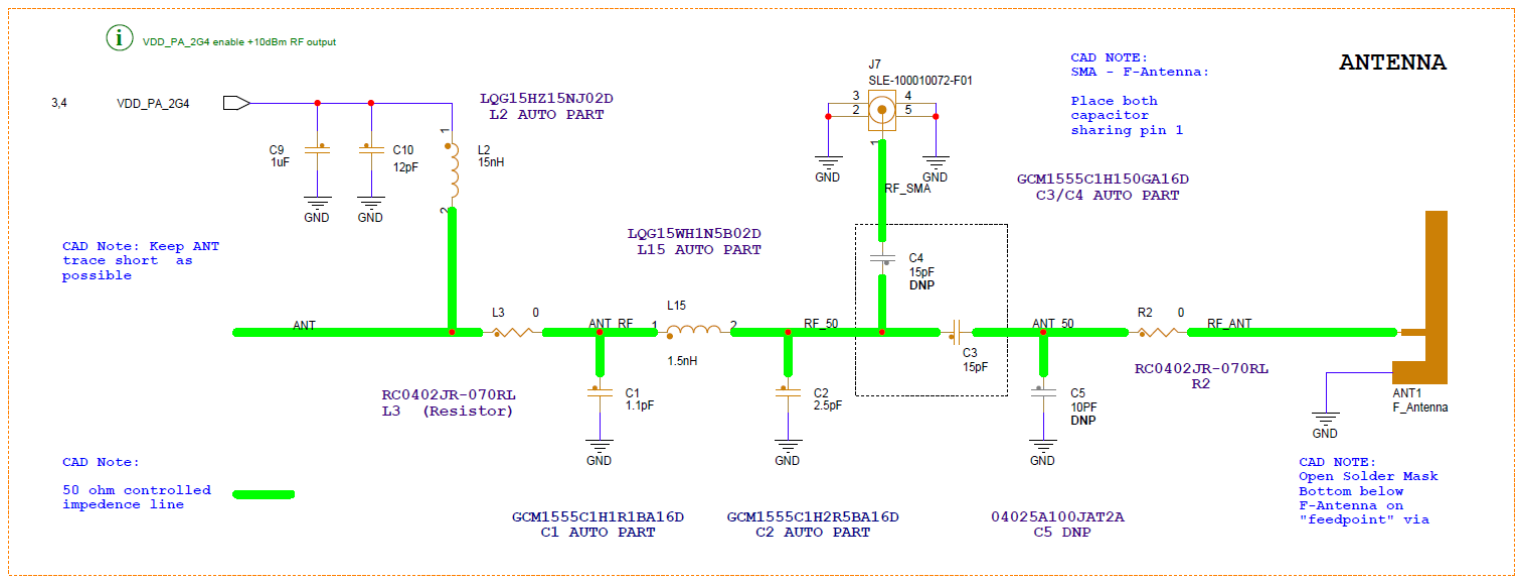 i VDD_PA_2G4 enable +10dBm RF output
ANTENNA
3,4 VDD_PA_2G4
C9
1uF
GND
C10
12pF
GND
LQG15HZ15NJ02D
L2 AUTO PART
1
L2
15nH
2
J7
SLE-100010072-F01
3 4
2 5
1
GND
GND
RF_SMA
CAD NOTE:
SMA - F-Antenna:
Place both
capacitor
sharing pin 1
GCM1555C1H150GA16D
C3/C4 AUTO PART
CAD Note: Keep ANT
trace short as
possible
LQG15WH1N5B02D
L15 AUTO PART
C4
15pF
DNP
ANT
L3 0
ANT_RF
L15
1 2
1.5nH
RF_50
C3
15pF
ANT_50
R2 0
RF_ANT
RC0402JR-070RL
L3 (Resistor)
C1
1.1pF
GND
C2
2.5pF
GND
C5
10PF
DNP
GND
RC0402JR-070RL
R2
ANT1
F_Antenna
GND
CAD Note:
50 ohm controlled
impedence line
CAD NOTE:
Open Solder Mask
Bottom below
F-Antenna on
"feedpoint" via
GCM1555C1H1R1BA16D
C1 AUTO PART
GCM1555C1H2R5BA16D
C2 AUTO PART
04025A100JAT2A
C5 DNP